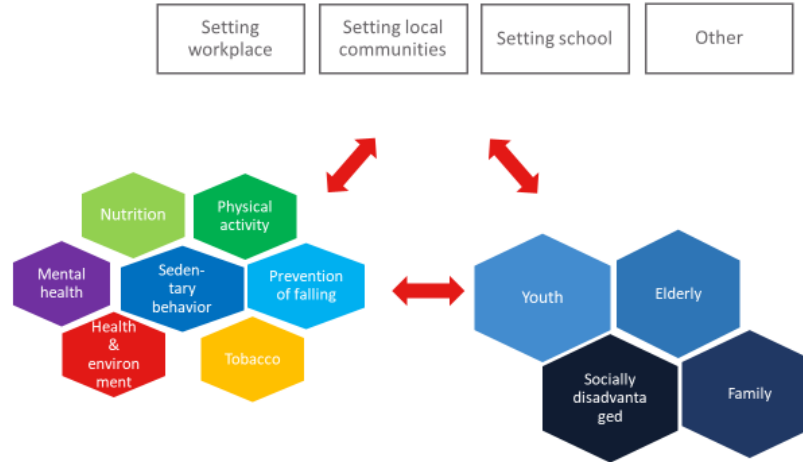 Setting
workplace
Setting local
communities
Setting school
Other
Nutrition
Physical
activity
Mental
health
Seden-
tary
behavior
Prevention
of falling
Health
&
environ
ment
Tobacco
Youth
Elderly
Socially
disadvanta
ged
Family